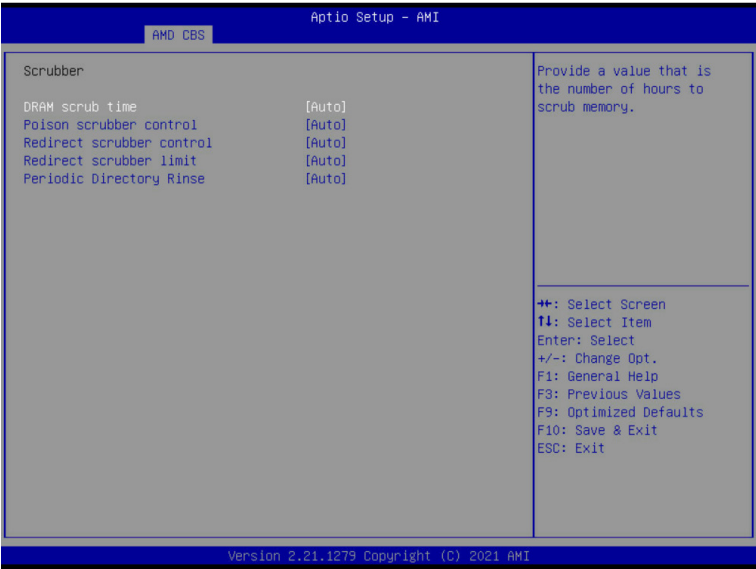 Aptio Setup – AMI
AMD CBS
Scrubber
DRAM scrub time [Auto]
Poison scrubber control [Auto]
Redirect scrubber control [Auto]
Redirect scrubber limit [Auto]
Periodic Directory Rinse [Auto]
Provide a value that is
the number of hours to
scrub memory.
→←: Select Screen
↑↓: Select Item
Enter: Select
+/-: Change Opt.
F1: General Help
F3: Previous Values
F9: Optimized Defaults
F10: Save & Exit
ESC: Exit
Version 2.21.1279 Copyright (C) 2021 AMI